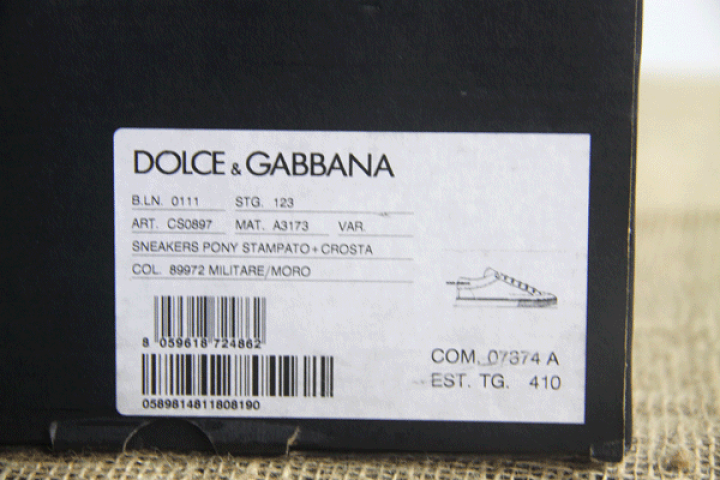 DOLCE & GABBANA
B.LN. 0111 STG. 123
ART. CS0897 MAT. A3173 VAR.
SNEAKERS PONY STAMPATO+CROSTA
COL. 89972 MILITARE/MORO
8 059618 724862
0589814811808190
COM. 07374 A
EST. TG. 410